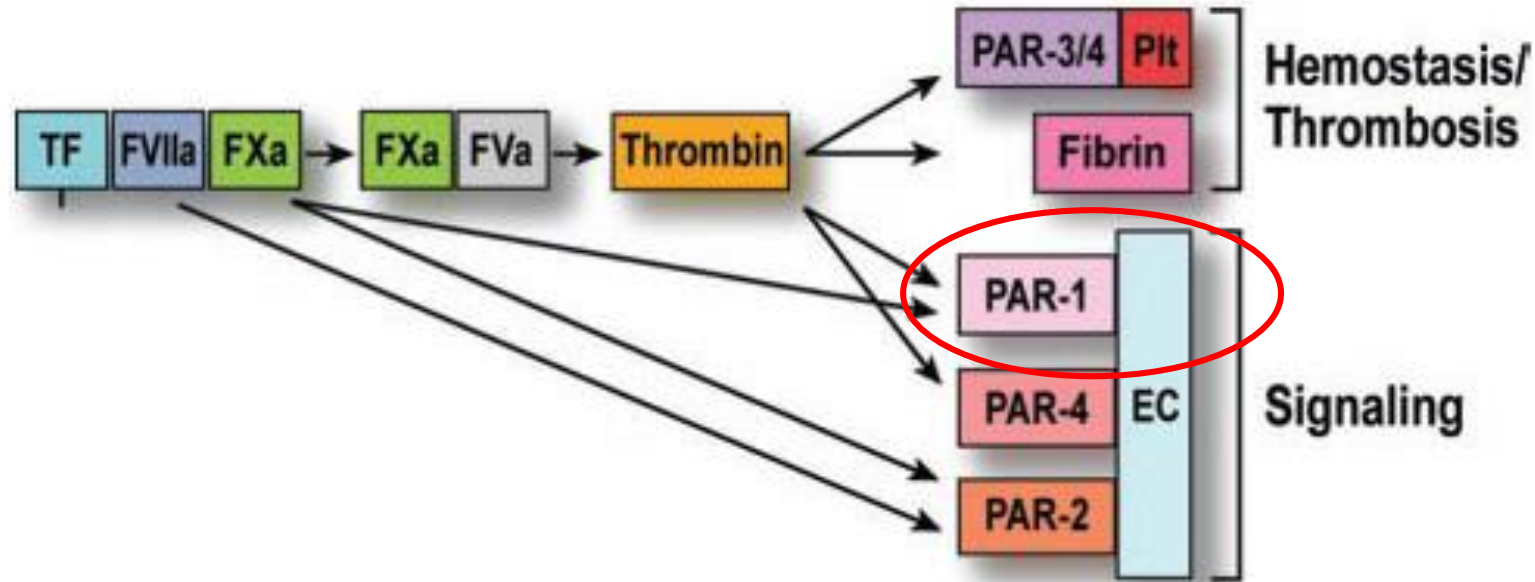 PAR-3/4 Plt
Hemostasis/
Thrombosis
TF FVIIa FXa FXa FVa Thrombin
Fibrin
PAR-1
PAR-4 EC
Signaling
PAR-2